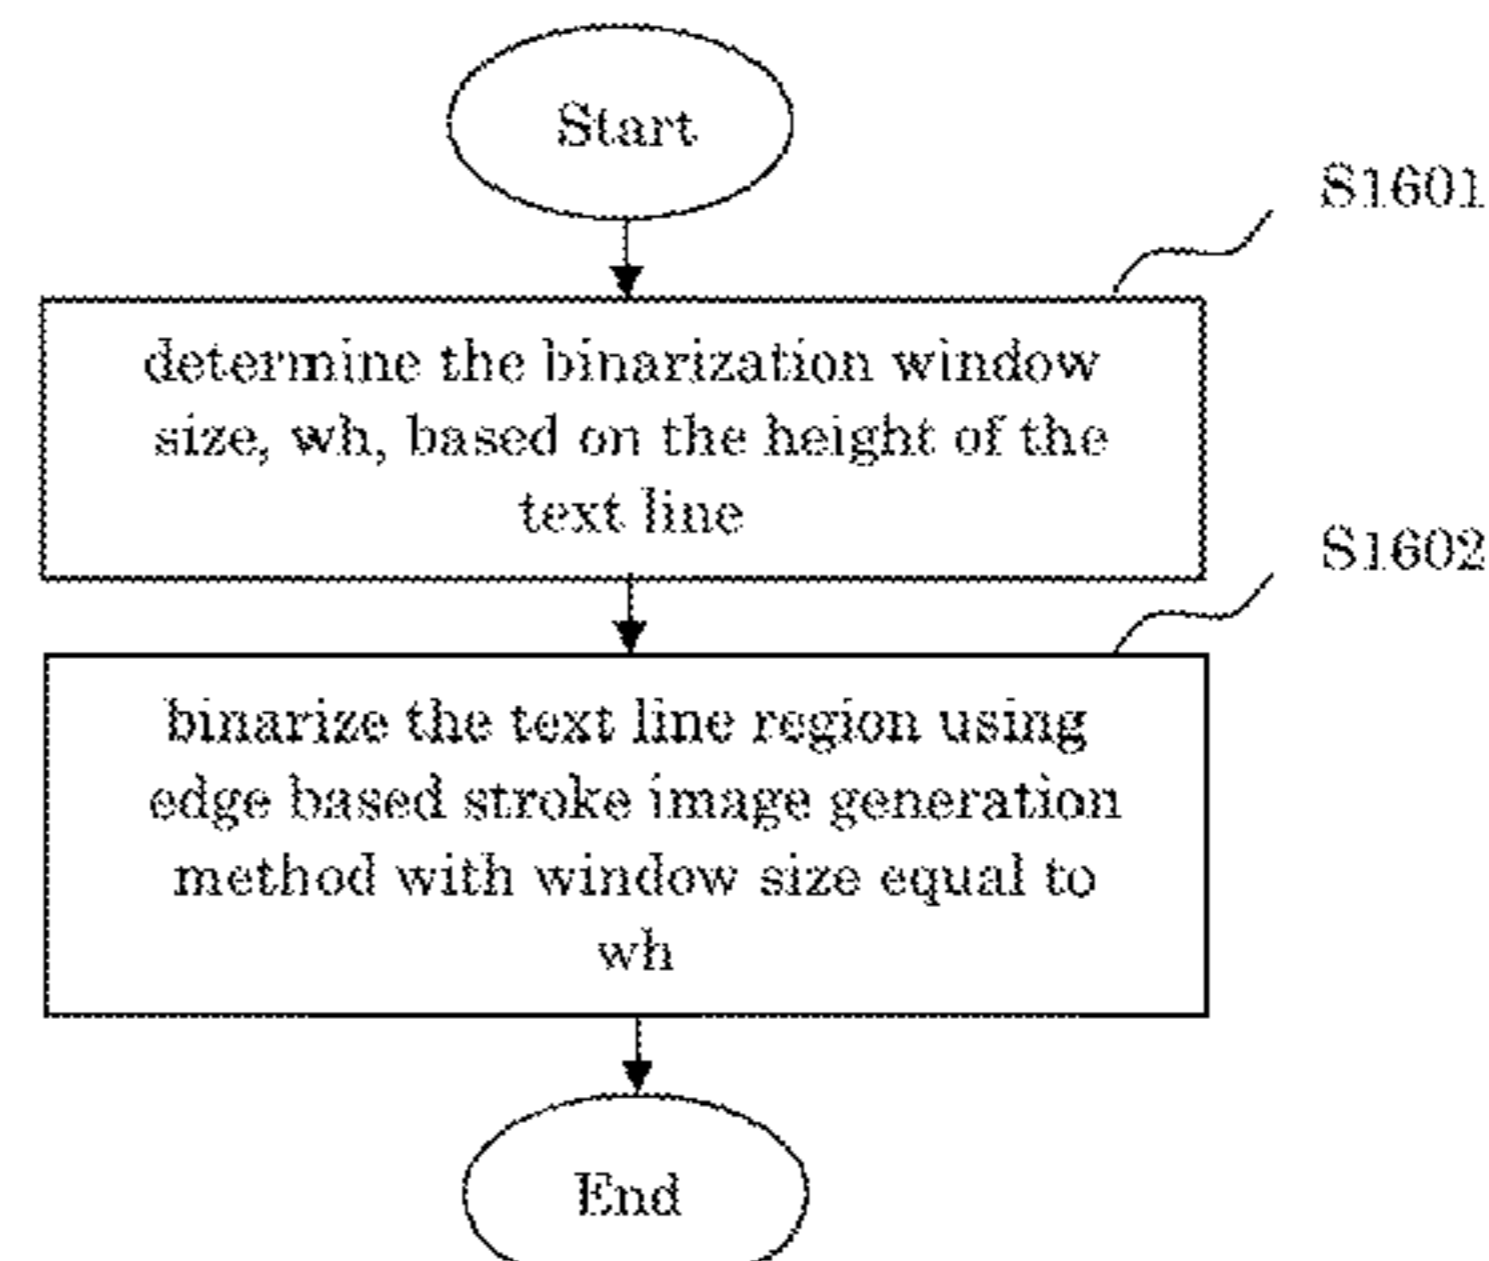 Start
S1601
determine the binarization window
size, wh, based on the height of the
text line
S1602
binarize the text line region using
edge based stroke image generation
method with window size equal to
wh
End